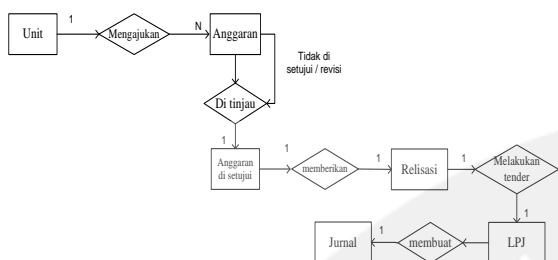 Unit
1
Mengajukan
N
Anggaran
Tidak di
setujui / revisi
Di tinjau
1
Anggaran
di setujui
1
memberikan
1
Relisasi
1
Melakukan
tender
1
Jurnal
1
membuat
LPJ